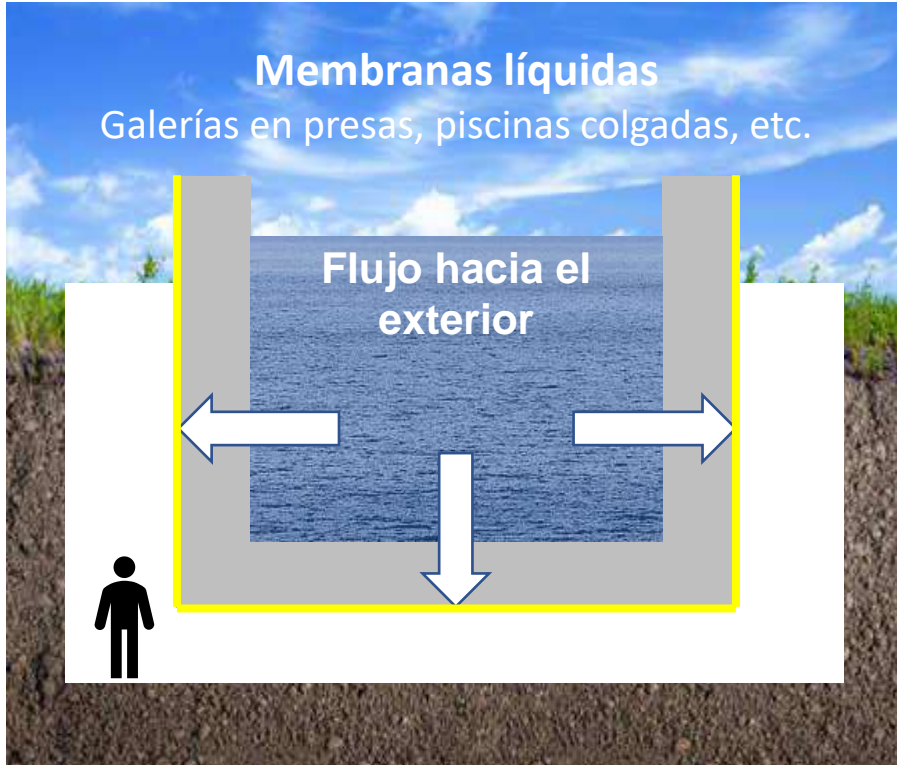 Membranas líquidas
Galerías en presas, piscinas colgadas, etc.
Flujo hacia el
exterior